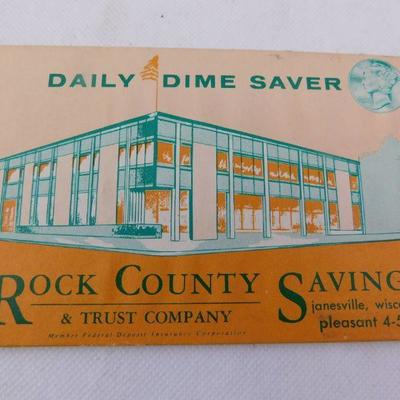 DAILY DIME SAVER
ROCK COUNTY SAVING
& TRUST COMPANY
janesville, wisc
pleasant 4-5
Member Federal Deposit Insurance Corporation